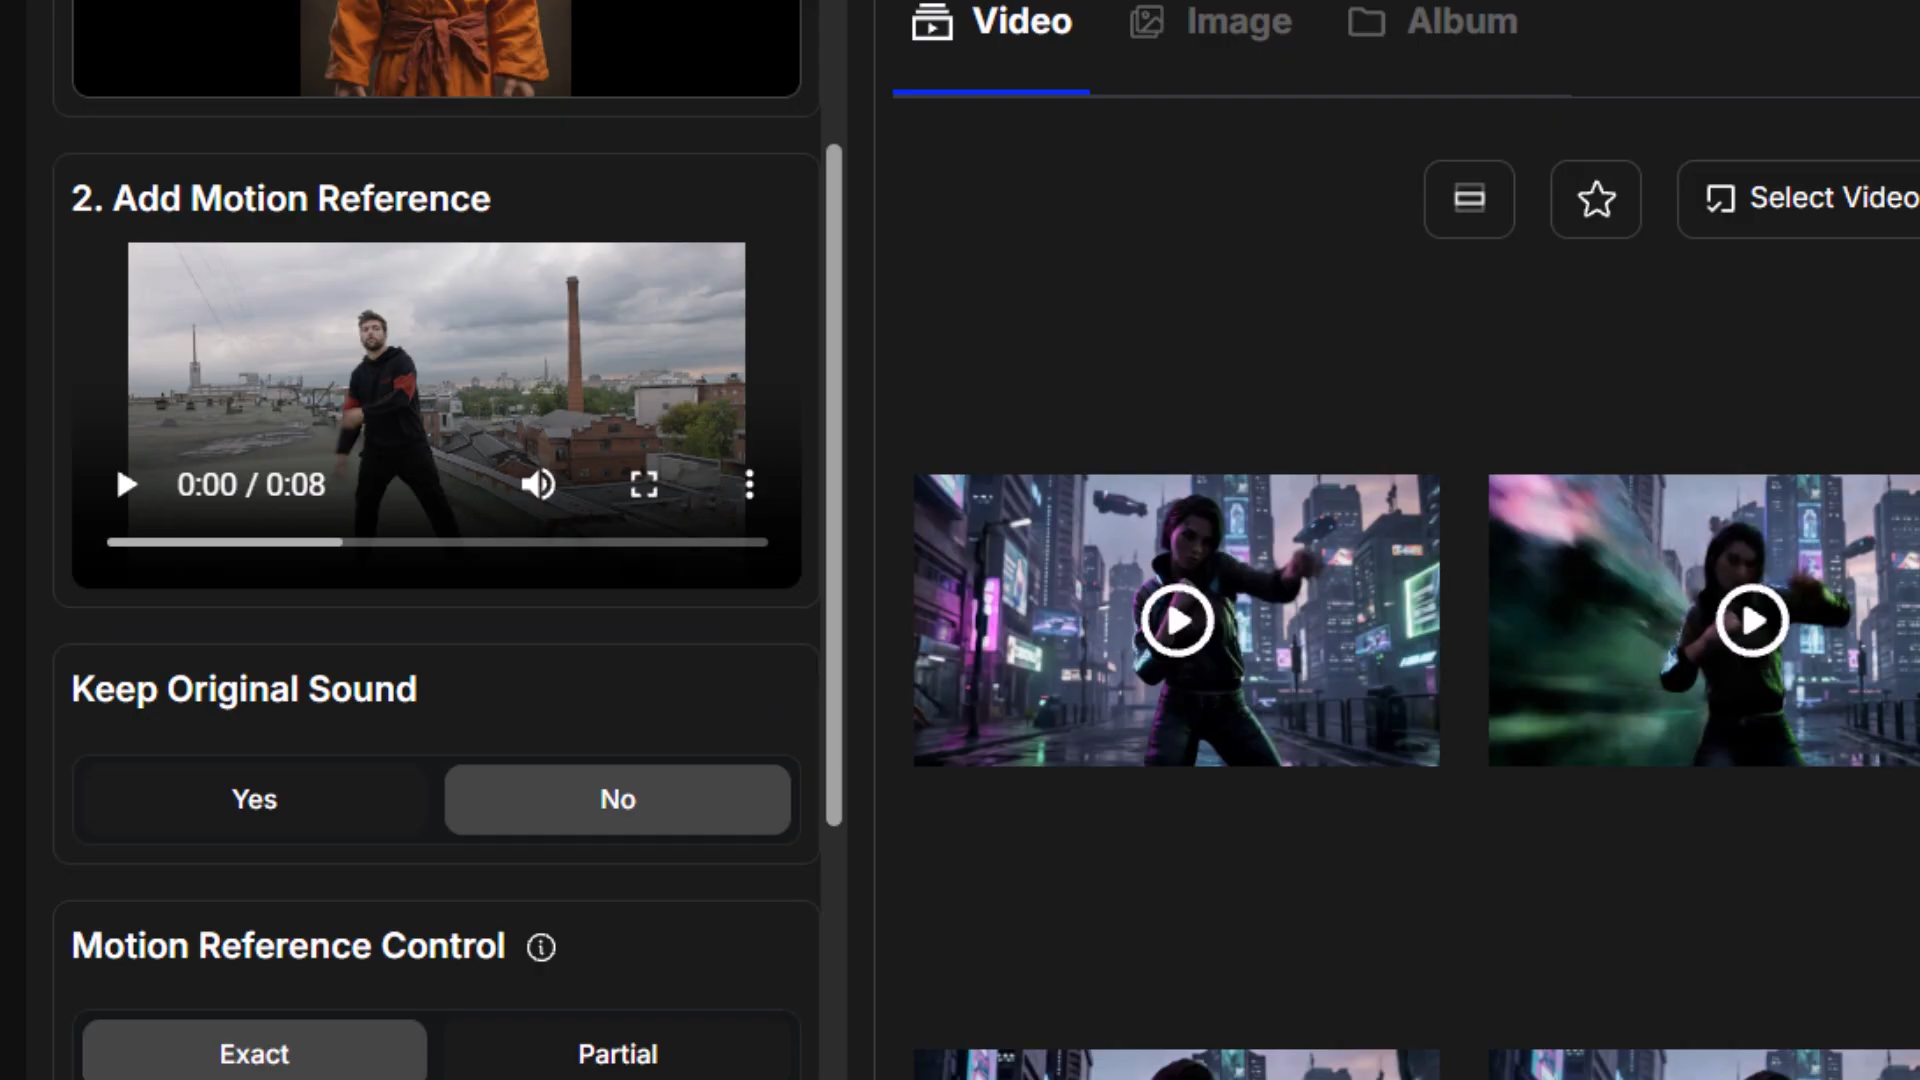 Video
Image
Album
2. Add Motion Reference
Select Video
0:00 / 0:08
Keep Original Sound
Yes
No
Motion Reference Control
Exact
Partial